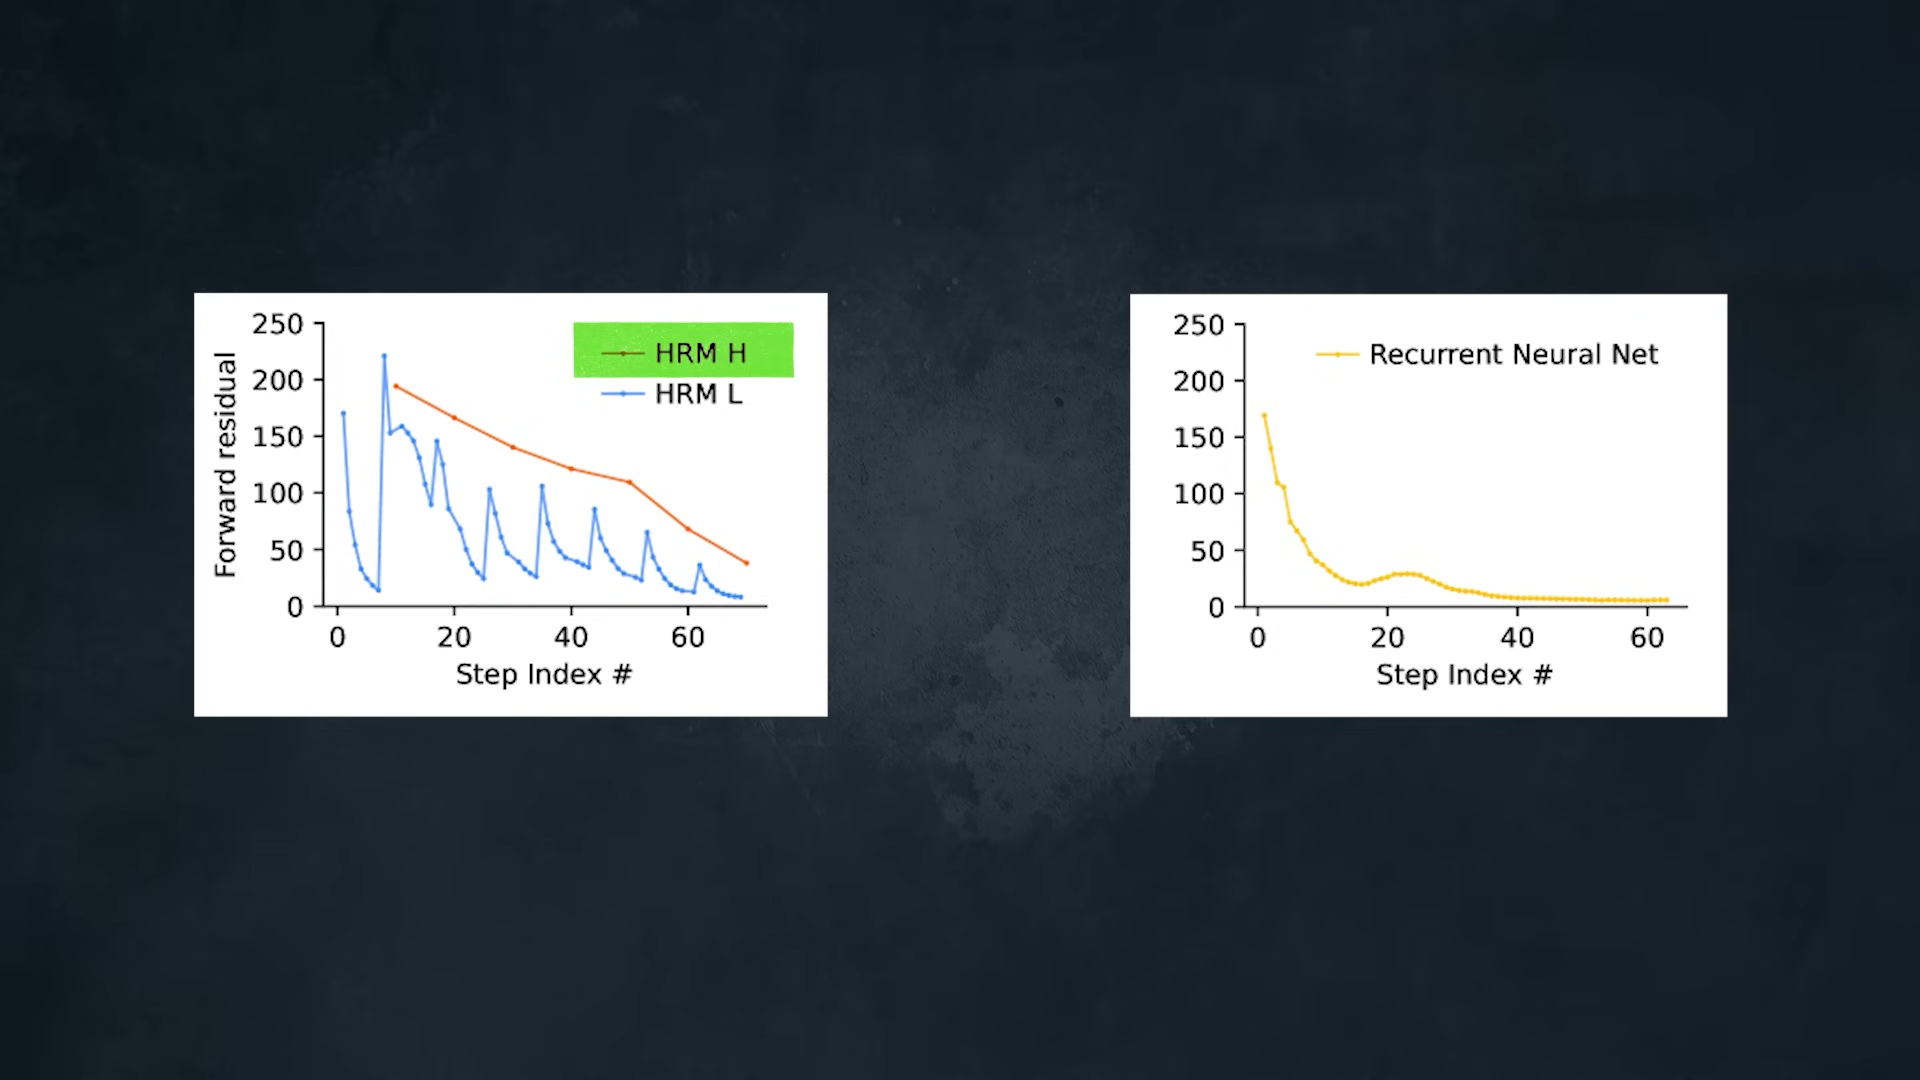 250
200
150
100
50
0
0 20 40 60
Forward residual
Step Index #
HRM H
HRM L
250
200
150
100
50
0
0 20 40 60
Step Index #
Recurrent Neural Net